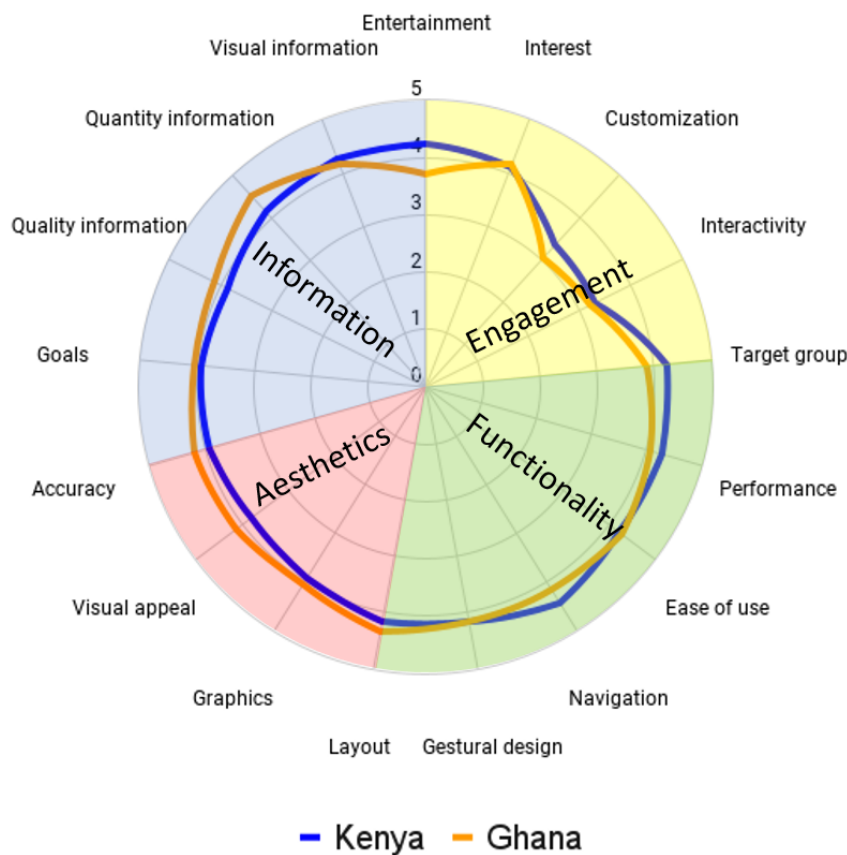 Entertainment
Visual information
Interest
Quantity information
Customization
Quality information
Interactivity
Goals
Target group
Accuracy
Performance
Visual appeal
Ease of use
Graphics
Navigation
Layout
Gestural design
5
4
3
2
1
0
Information
Engagement
Aesthetics
Functionality
Kenya
Ghana